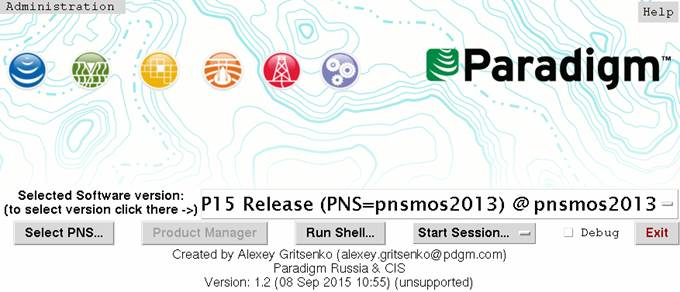 Administration
Help
Paradigm™
Selected Software version:
(to select version click there ->)
P15 Release (PNS=pnsmos2013) @ pnsmos2013
Select PNS...
Product Manager
Run Shell...
Start Session...
Debug
Exit
Created by Alexey Gritsenko (alexey.gritsenko@pdgm.com)
Paradigm Russia & CIS
Version: 1.2 (08 Sep 2015 10:55) (unsupported)